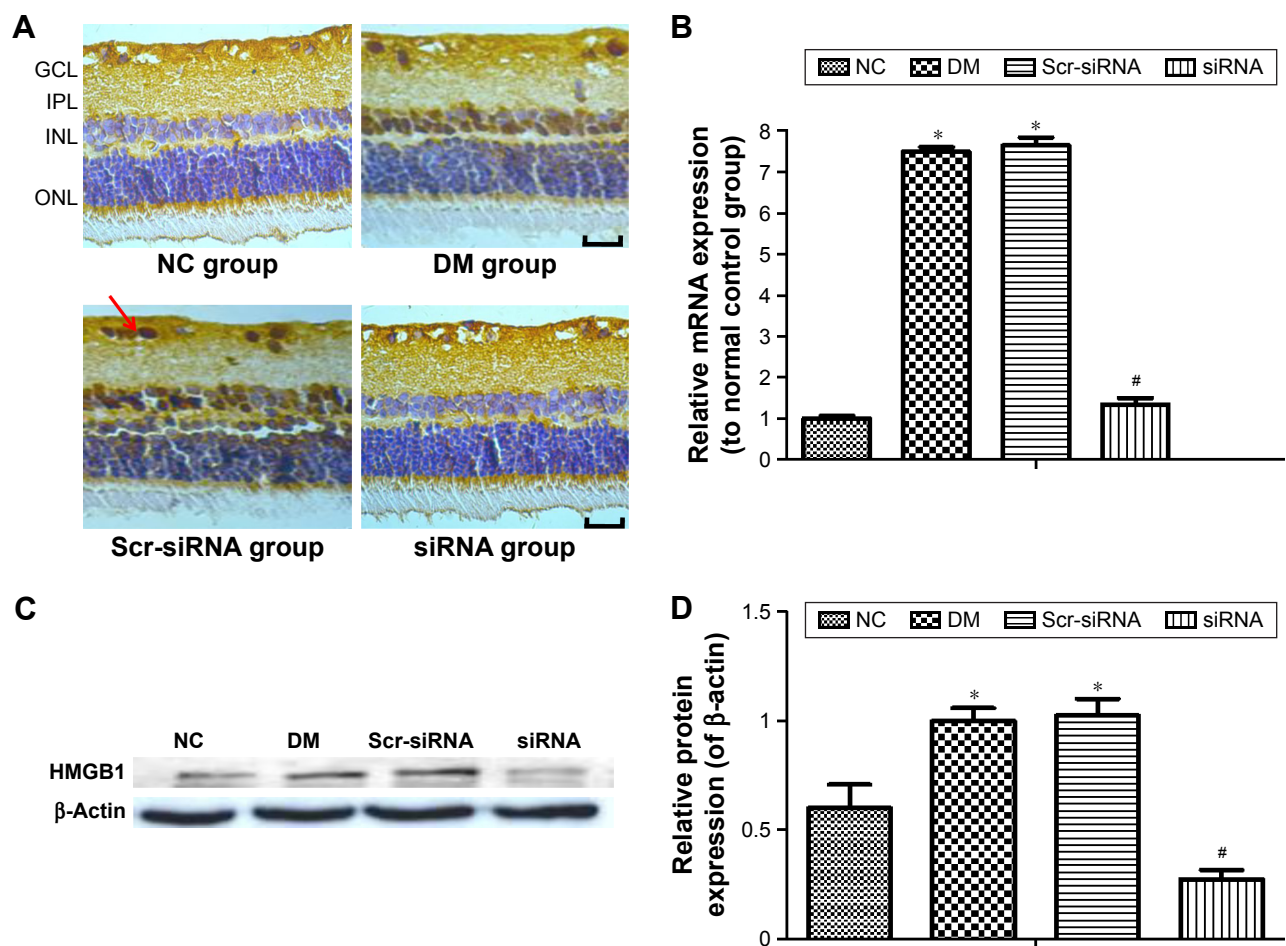 A
GCL
IPL
INL
ONL
NC group
DM group
Scr-siRNA group
siRNA group
B
NC DM Scr-siRNA siRNA
Relative mRNA expression
(to normal control group)
8
7
6
5
4
3
2
1
0
*
*
#
C
NC DM Scr-siRNA siRNA
HMGB1
β-Actin
D
NC DM Scr-siRNA siRNA
Relative protein
expression (of β-actin)
1.5
1
0.5
0
*
*
#